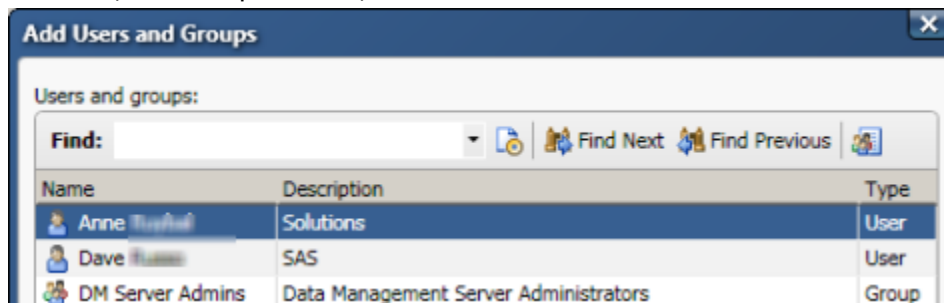 Add Users and Groups
Users and groups:
Find: Find Next Find Previous
Name Description Type
Anne Solutions User
Dave SAS User
DM Server Admins Data Management Server Administrators Group